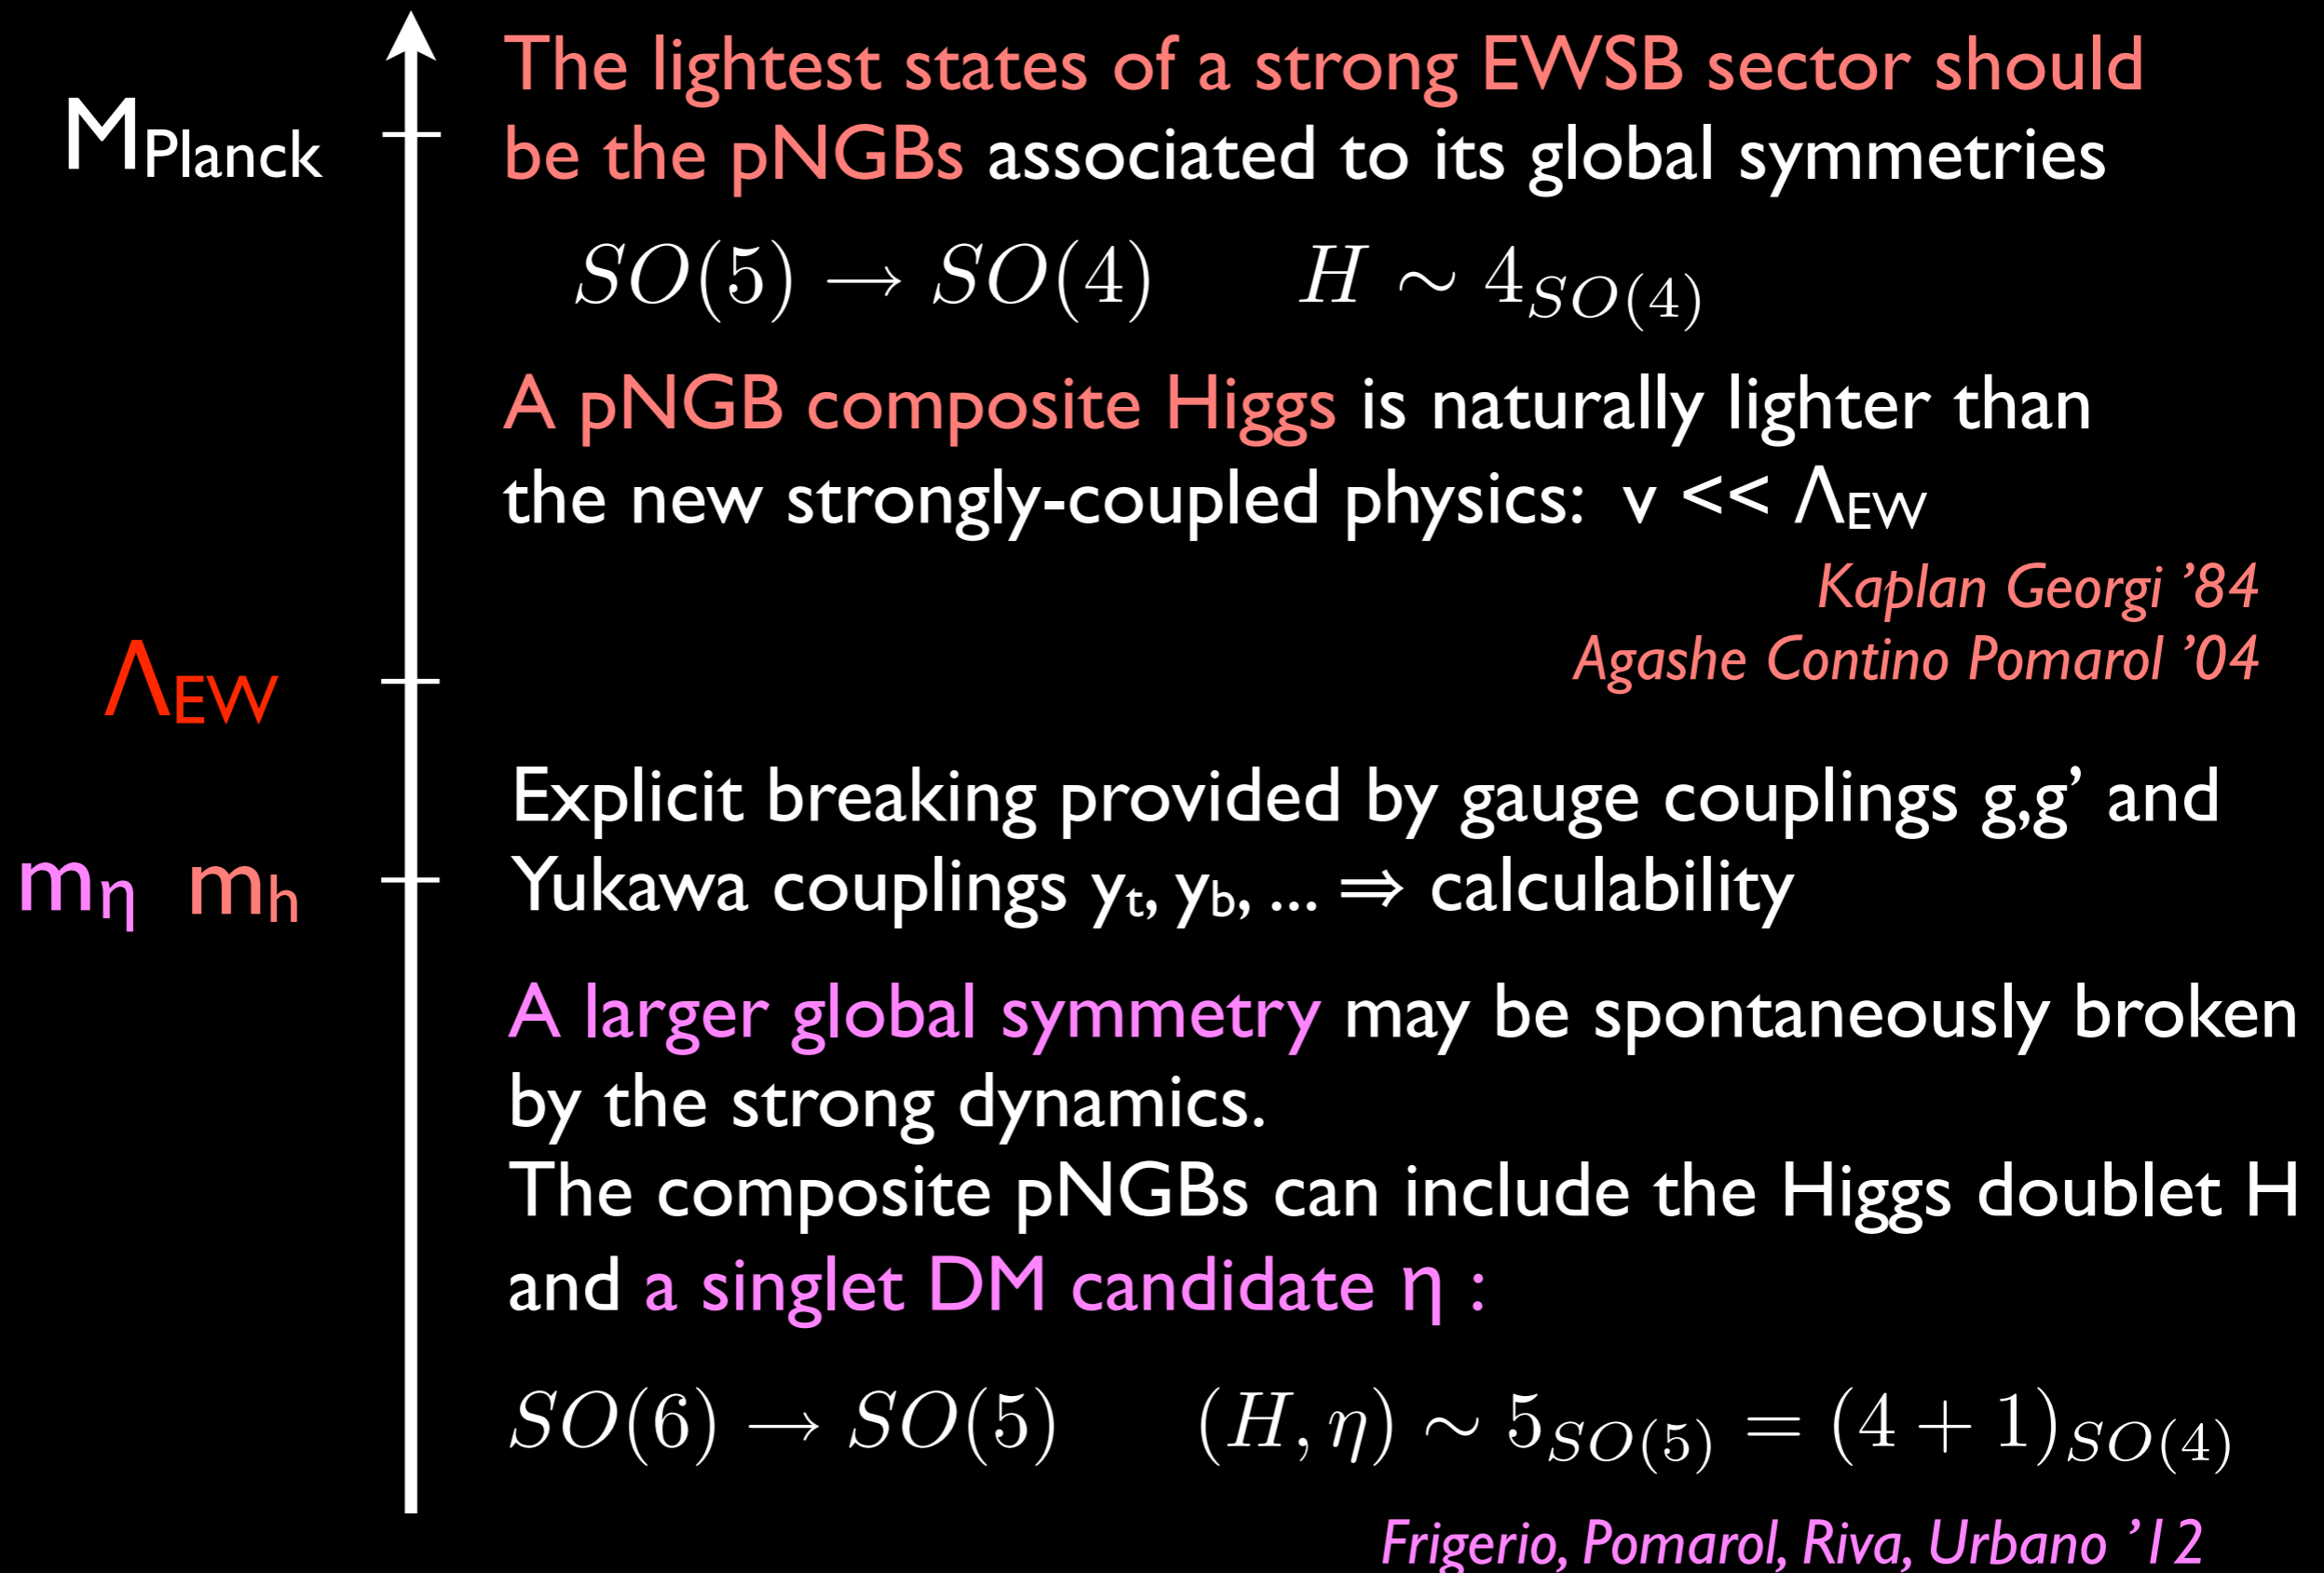 The lightest states of a strong EWSB sector should
be the pNGBs associated to its global symmetries
MPlanck
SO(5) → SO(4) H ∼ 4SO(4)
A pNGB composite Higgs is naturally lighter than
the new strongly-coupled physics: v << ΛEW
Kaplan Georgi ’84
Agashe Contino Pomarol ’04
ΛEW
Explicit breaking provided by gauge couplings g,g’ and
Yukawa couplings yt, yb, ... ⇒ calculability
mη mh
A larger global symmetry may be spontaneously broken
by the strong dynamics.
The composite pNGBs can include the Higgs doublet H
and a singlet DM candidate η :
SO(6) → SO(5) (H, η) ∼ 5SO(5) = (4 + 1)SO(4)
Frigerio, Pomarol, Riva, Urbano ’12